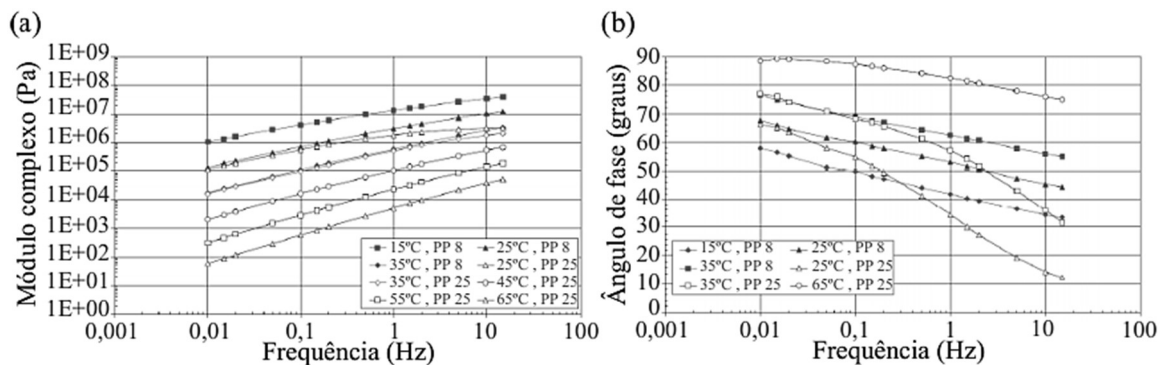 (a)
Módulo complexo (Pa)
1E+09
1E+08
1E+07
1E+06
1E+05
1E+04
1E+03
1E+02
1E+01
1E+00
15ºC , PP 8
25ºC , PP 8
35ºC , PP 8
25ºC , PP 25
35ºC , PP 25
45ºC , PP 25
55ºC , PP 25
65ºC , PP 25
0,001
0,01
0,1
1
10
100
Frequência (Hz)
(b)
Ângulo de fase (graus)
90
80
70
60
50
40
30
20
10
0
15ºC , PP 8
25ºC , PP 8
35ºC , PP 8
25ºC , PP 25
35ºC , PP 25
65ºC , PP 25
0,001
0,01
0,1
1
10
100
Frequência (Hz)